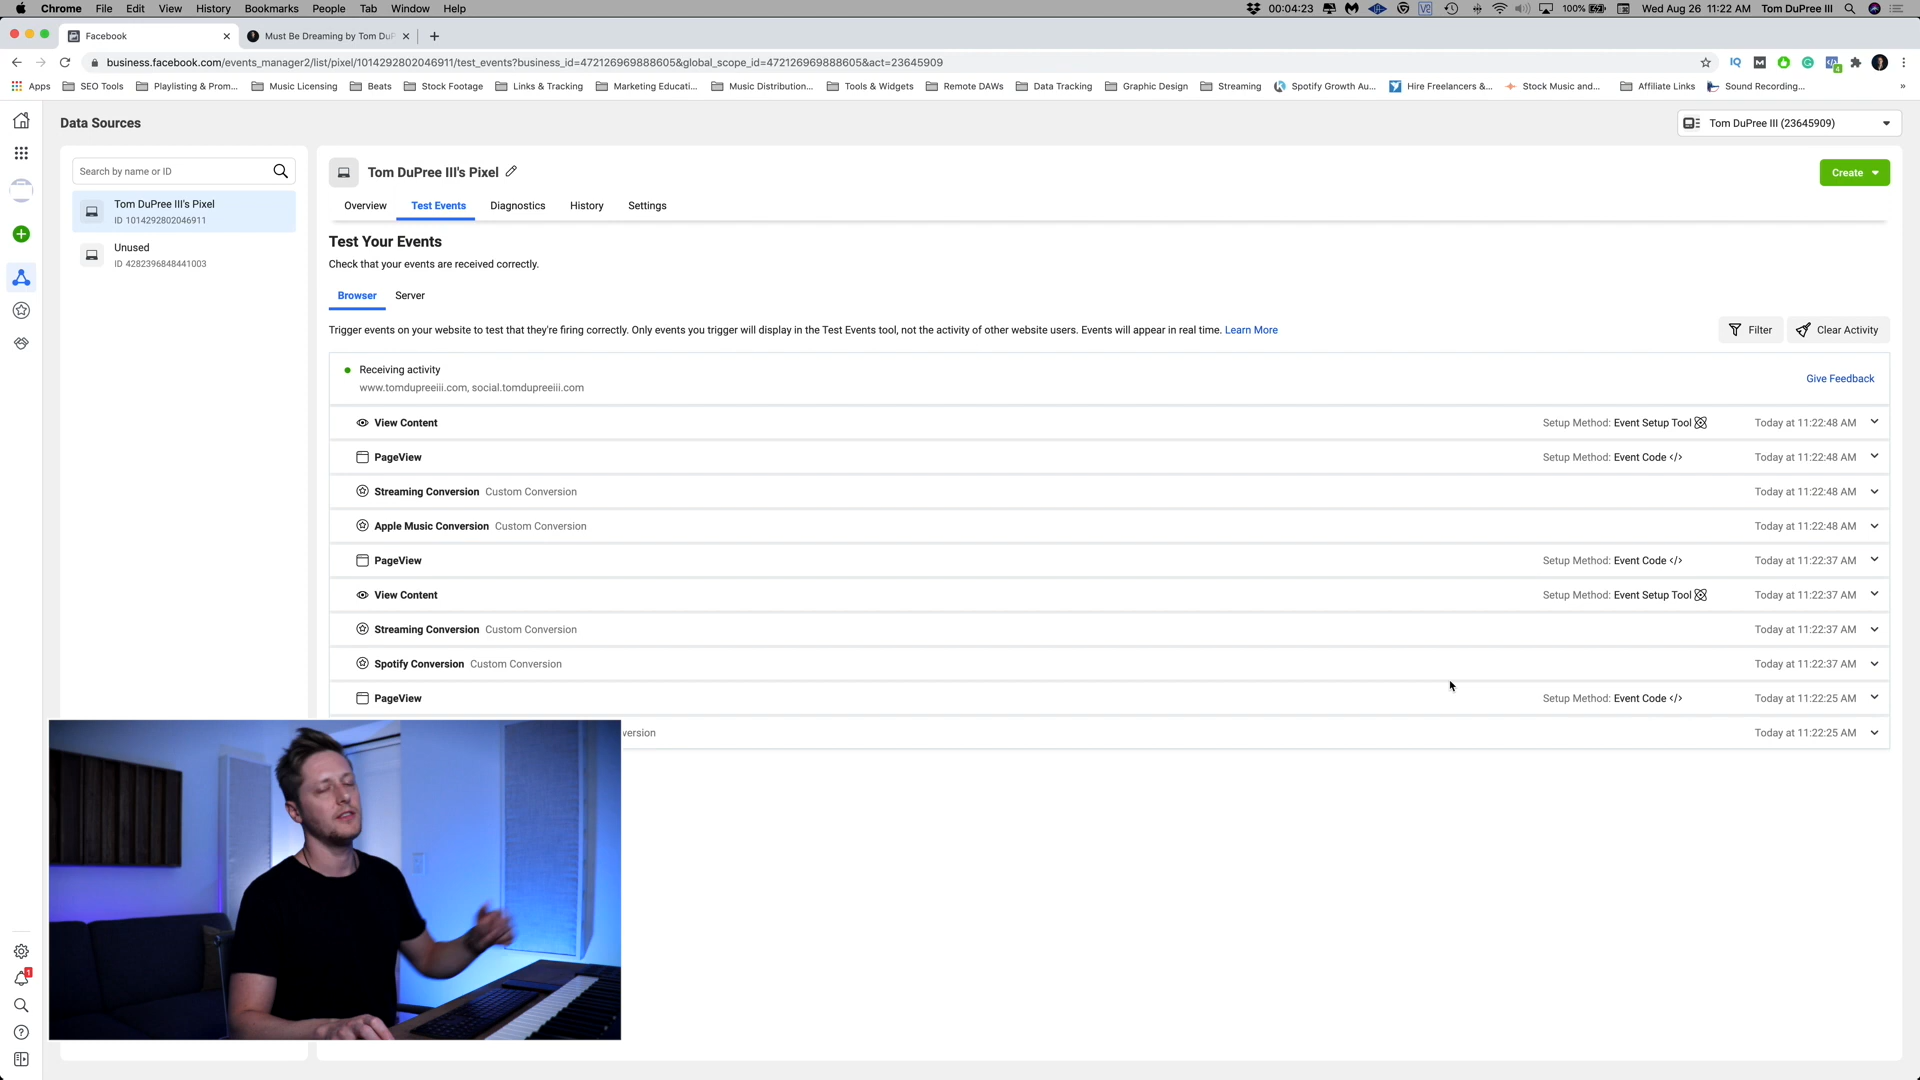 Chrome File Edit View History Bookmarks People Tab Window Help 00:04:23 100% Wed Aug 26 11:22 AM Tom DuPree III
Facebook Must Be Dreaming by Tom DuP
business.facebook.com/events_manager2/list/pixel/1014292802046911/test_events?business_id=472126969888605&global_scope_id=472126969888605&act=23645909
Apps SEO Tools Playlisting & Prom... Music Licensing Beats Stock Footage Links & Tracking Marketing Educati... Music Distribution... Tools & Widgets Remote DAWs Data Tracking Graphic Design Streaming Spotify Growth Au... Hire Freelancers &... Stock Music and... Affiliate Links Sound Recording... »
Data Sources
Tom DuPree III (23645909)
Search by name or ID
Tom DuPree III's Pixel
ID 1014292802046911
Unused
ID 4282396848441003
Tom DuPree III's Pixel
Create
Overview Test Events Diagnostics History Settings
Test Your Events
Check that your events are received correctly.
Browser Server
Trigger events on your website to test that they're firing correctly. Only events you trigger will display in the Test Events tool, not the activity of other website users. Events will appear in real time. Learn More
Filter Clear Activity
Receiving activity
www.tomdupreeiii.com, social.tomdupreeiii.com
Give Feedback
View Content Setup Method: Event Setup Tool Today at 11:22:48 AM
PageView Setup Method: Event Code </> Today at 11:22:48 AM
Streaming Conversion Custom Conversion Today at 11:22:48 AM
Apple Music Conversion Custom Conversion Today at 11:22:48 AM
PageView Setup Method: Event Code </> Today at 11:22:37 AM
View Content Setup Method: Event Setup Tool Today at 11:22:37 AM
Streaming Conversion Custom Conversion Today at 11:22:37 AM
Spotify Conversion Custom Conversion Today at 11:22:37 AM
PageView Setup Method: Event Code </> Today at 11:22:25 AM
version Today at 11:22:25 AM
1